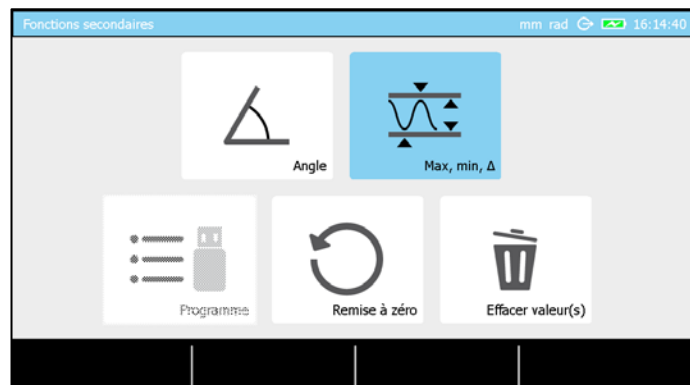 Fonctions secondaires mm rad 16:14:40
Angle Max, min, Δ
Programme Remise à zéro Effacer valeur(s)